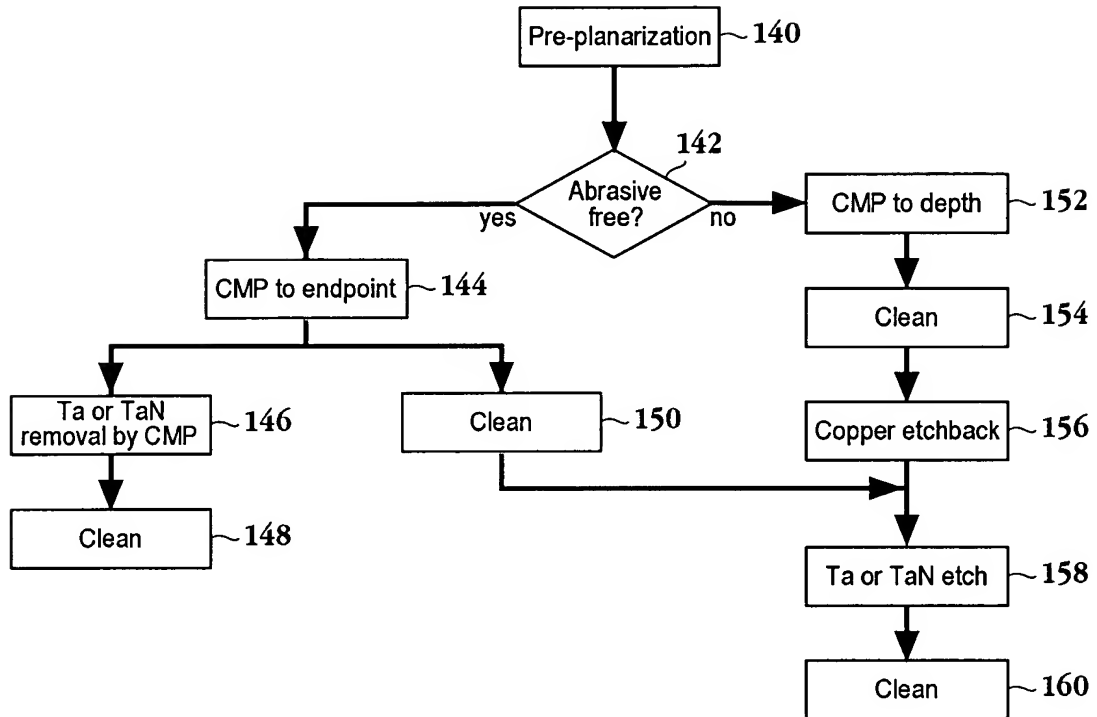 Pre-planarization 140
142
Abrasive
free?
yes
no
CMP to depth 152
CMP to endpoint 144
Clean 154
Ta or TaN
removal by CMP 146
Clean 150
Copper etchback 156
Clean 148
Ta or TaN etch 158
Clean 160